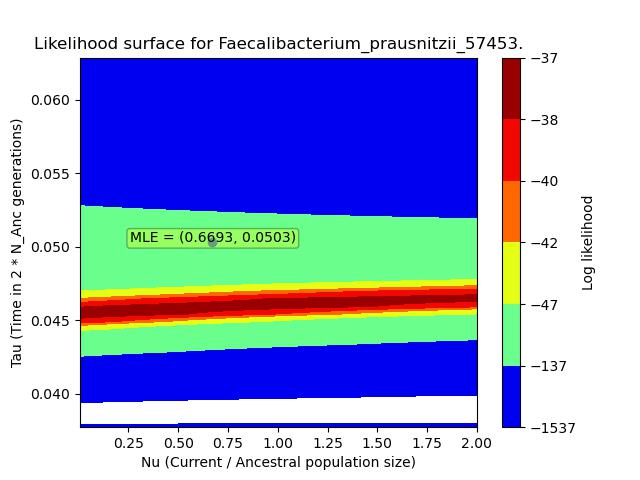 Likelihood surface for Faecalibacterium_prausnitzii_57453.
−37
−38
−40
−42
−47
−137
−1537
Log likelihood
0.060
0.055
0.050
0.045
0.040
Tau (Time in 2 * N_Anc generations)
MLE = (0.6693, 0.0503)
0.25 0.50 0.75 1.00 1.25 1.50 1.75 2.00
Nu (Current / Ancestral population size)